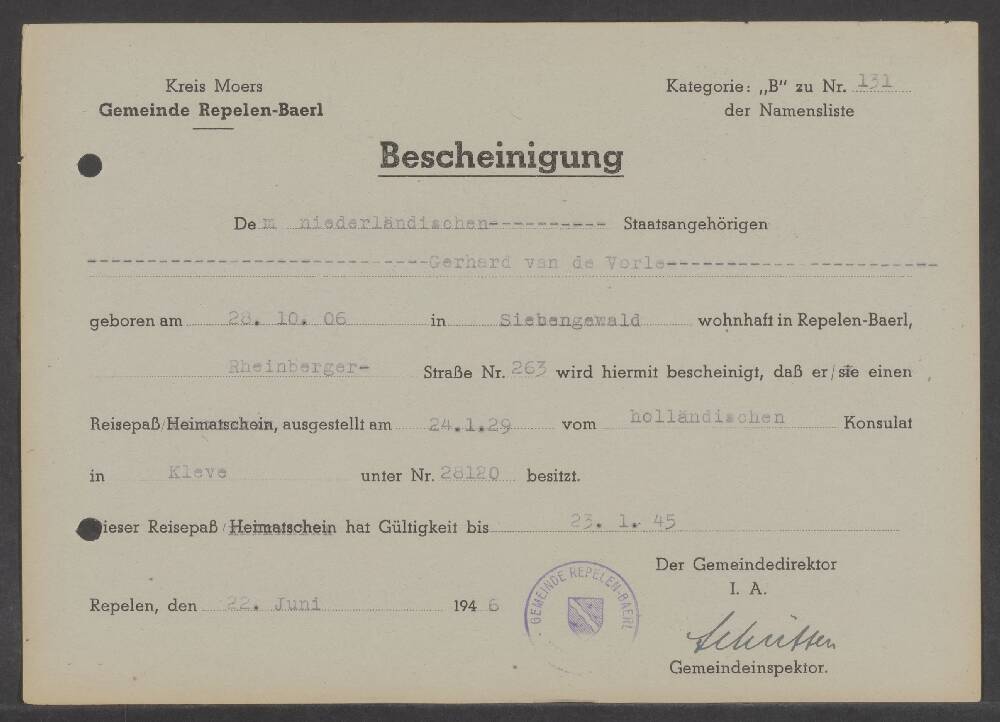 Kreis Moers
Gemeinde Repelen-Baerl
Kategorie: „B" zu Nr. 131
der Namensliste
Bescheinigung
Dem niederländischen---------- Staatsangehörigen
----------------------------Gerhard van de Vorle----------------------
geboren am 28. 10. 06 in Siebengewald wohnhaft in Repelen-Baerl,
Rheinberger- Straße Nr. 263 wird hiermit bescheinigt, daß er/sie einen
Reisepaß/Heimatschein, ausgestellt am 24.1.29 vom holländischen Konsulat
in Kleve unter Nr. 28120 besitzt.
ieser Reisepaß/Heimatschein hat Gültigkeit bis 23. 1. 45
Repelen, den 22. Juni 1946
GEMEINDE REPELEN-BAERL
Der Gemeindedirektor
I. A.
Schütten
Gemeindeinspektor.